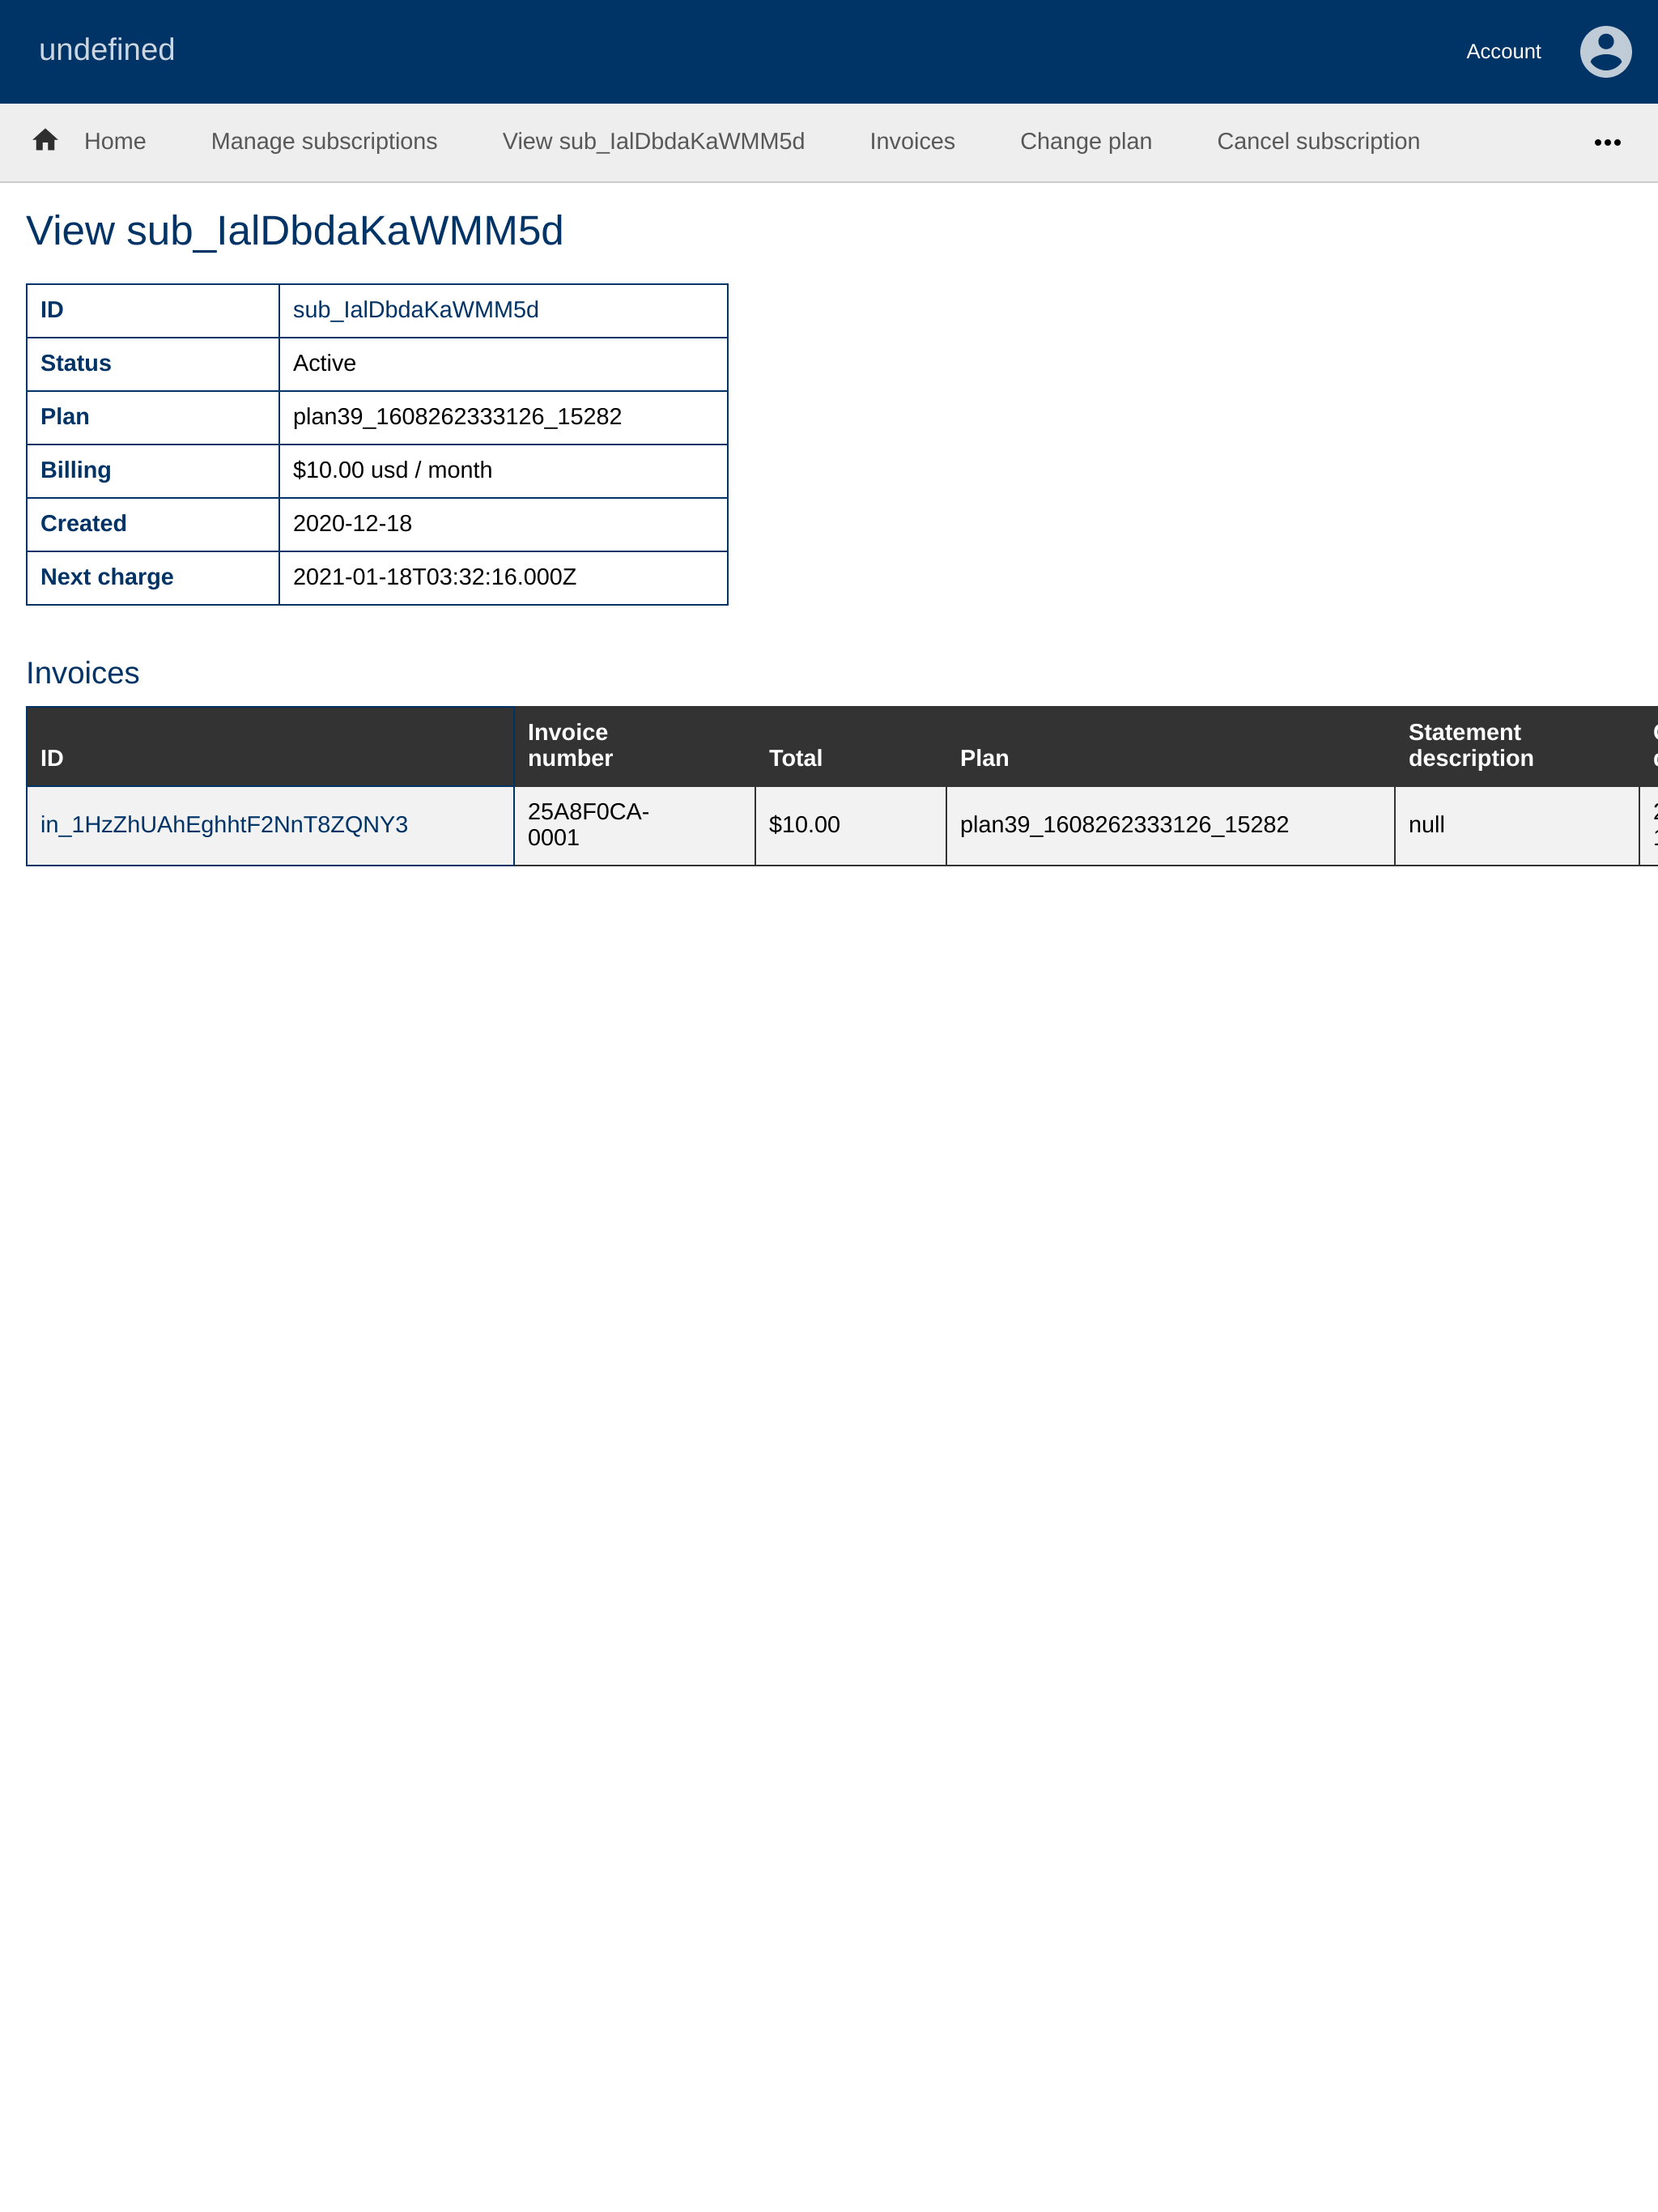 undefined
Account
Home Manage subscriptions View sub_IalDbdaKaWMM5d Invoices Change plan Cancel subscription •••
View sub_IalDbdaKaWMM5d
ID sub_IalDbdaKaWMM5d
Status Active
Plan plan39_1608262333126_15282
Billing $10.00 usd / month
Created 2020-12-18
Next charge 2021-01-18T03:32:16.000Z
Invoices
ID Invoice number Total Plan Statement description
in_1HzZhUAhEghhtF2NnT8ZQNY3 25A8F0CA-0001 $10.00 plan39_1608262333126_15282 null